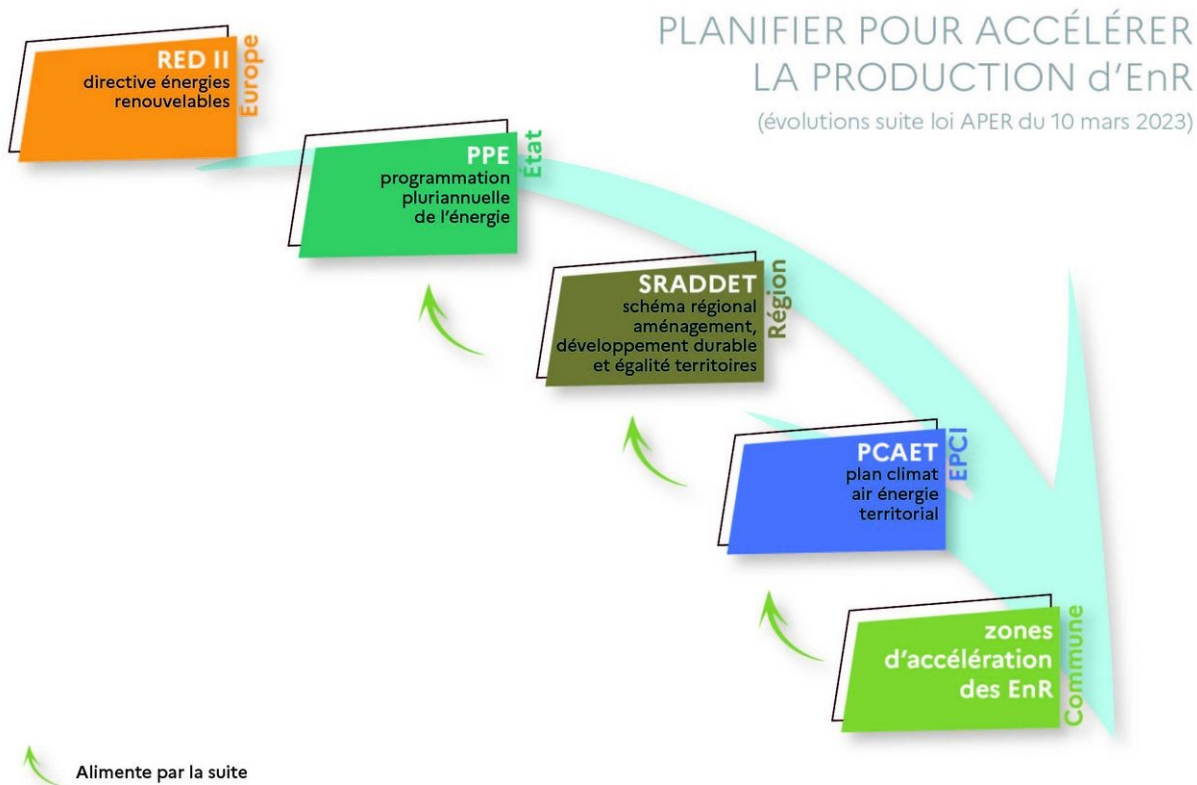 PLANIFIER POUR ACCÉLÉRER
LA PRODUCTION d'EnR
(évolutions suite loi APER du 10 mars 2023)
RED II
directive énergies
renouvelables
Europe
PPE
programmation
pluriannuelle
de l'énergie
État
SRADDET
schéma régional
aménagement,
développement durable
et égalité territoires
Région
PCAET
plan climat
air énergie
territorial
EPCI
zones
d'accélération
des EnR
Commune
Alimente par la suite